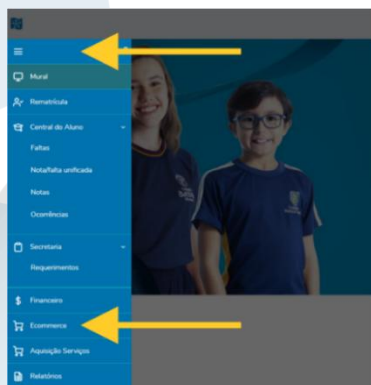 Mural
Rematrícula
Central do Aluno
Faltas
Nota/falta unificada
Notas
Ocorrências
Secretaria
Requerimentos
Financeiro
Ecommerce
Aquisição Serviços
Relatórios